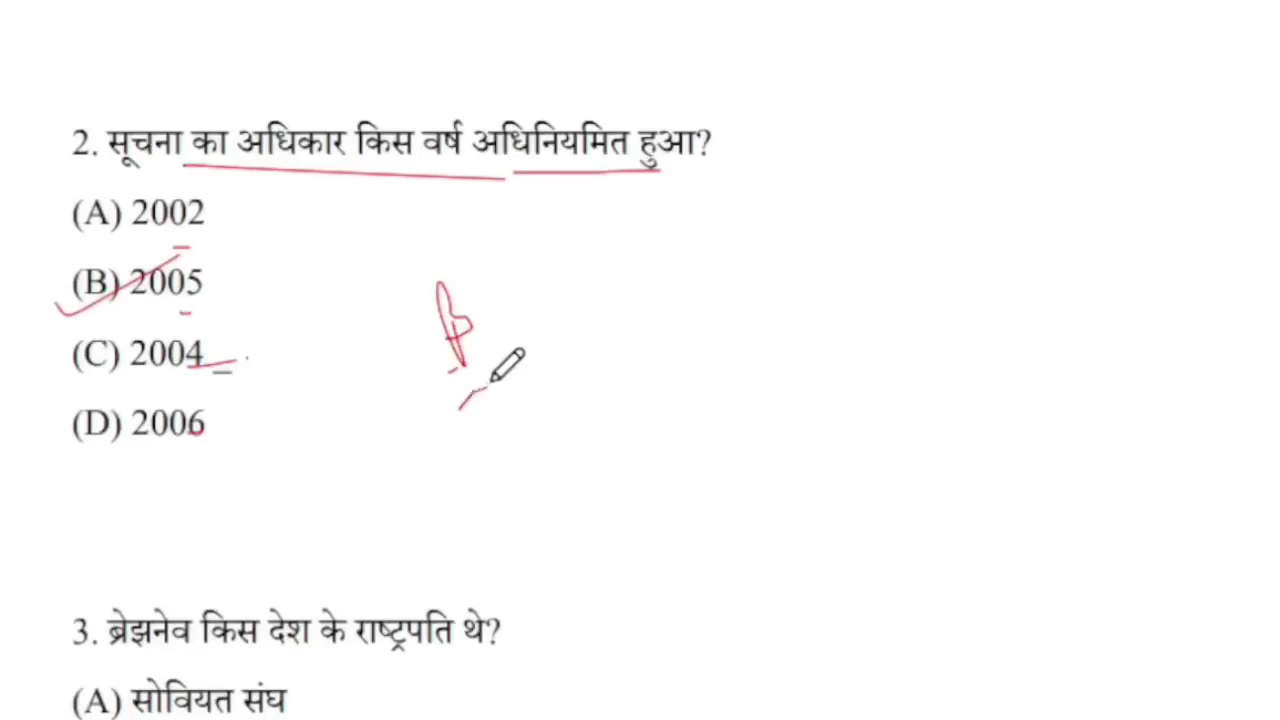 2. सूचना का अधिकार किस वर्ष अधिनियमित हुआ?
(A) 2002
(B) 2005
(C) 2004
(D) 2006
3. ब्रेझनेव किस देश के राष्ट्रपति थे?
(A) सोवियत संघ